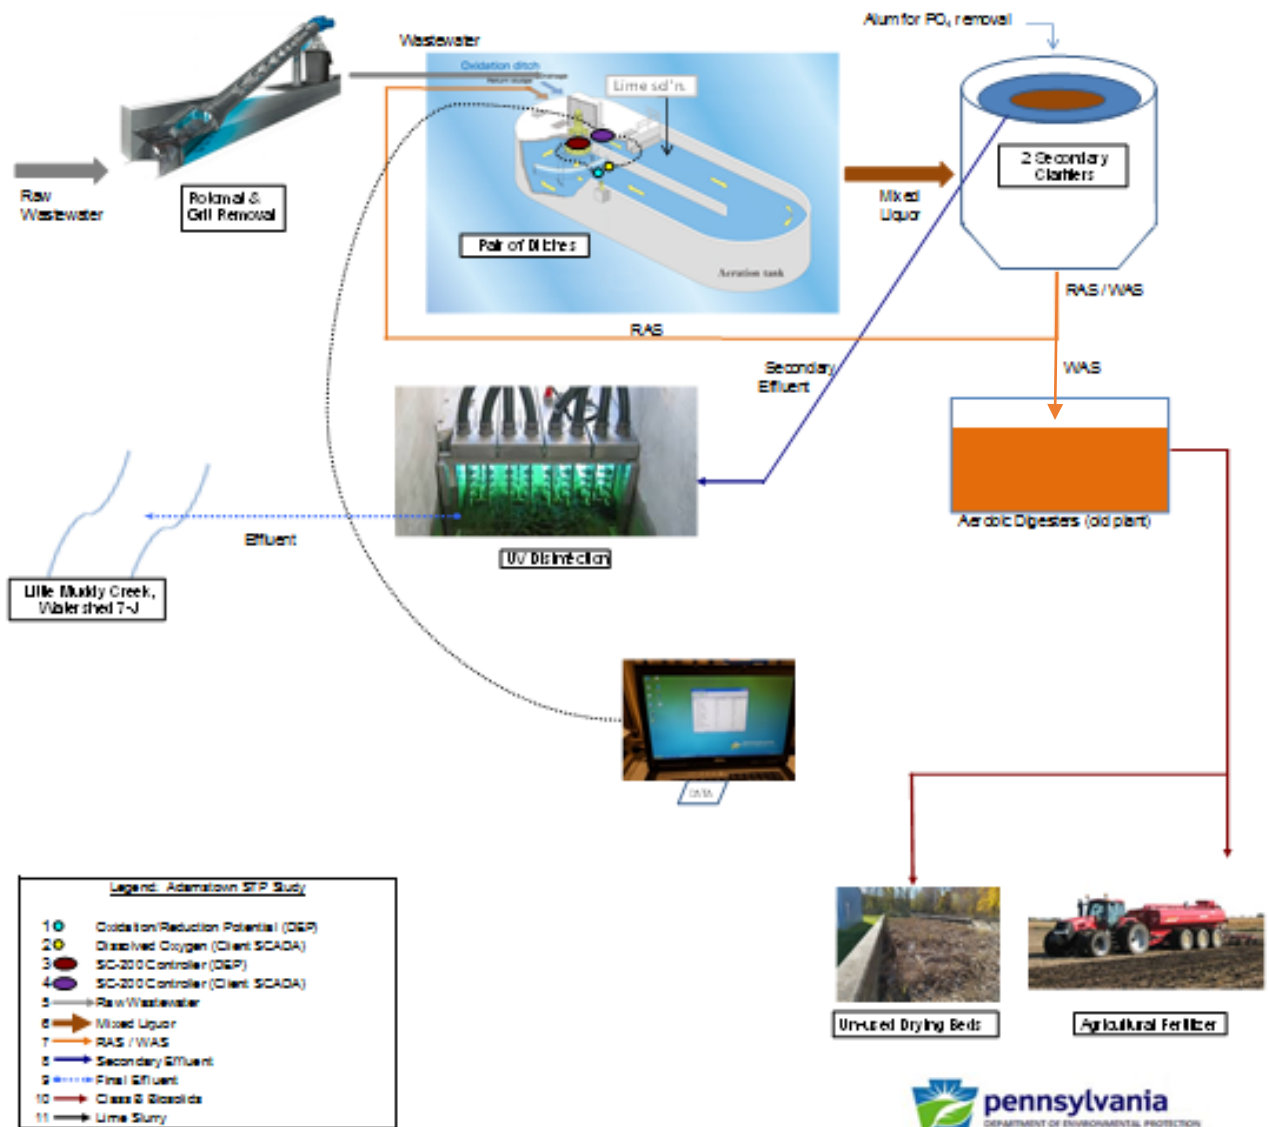 Alum for PO₄ removal
Wastewater
Oxidation ditch
Return sludge
Lime sol'n.
Raw
Wastewater
Rotomat &
Grit Removal
Pair of Ditches
Aeration tank
Mixed
Liquor
2 Secondary
Clarifiers
RAS / WAS
RAS
WAS
Secondary
Effluent
Effluent
UV Disinfection
Aerobic Digesters (old plant)
Little Muddy Creek,
Watershed 7-J
DATA
Un-used Drying Beds
Agricultural Fertilizer
Legend: Adamstown STP Study
1 Oxidation/Reduction Potential (DEP)
2 Dissolved Oxygen (Client SCADA)
3 SC-200 Controller (DEP)
4 SC-200 Controller (Client SCADA)
5 Raw Wastewater
6 Mixed Liquor
7 RAS / WAS
8 Secondary Effluent
9 Final Effluent
10 Class B Biosolids
11 Lime Slurry
pennsylvania
DEPARTMENT OF ENVIRONMENTAL PROTECTION